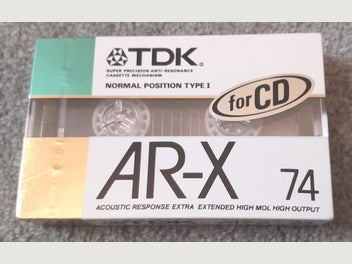 TDK
SUPER PRECISION ANTI-RESONANCE
CASSETTE MECHANISM
NORMAL POSITION TYPE I
for CD
AR-X 74
ACOUSTIC RESPONSE EXTRA EXTENDED HIGH MOL HIGH OUTPUT